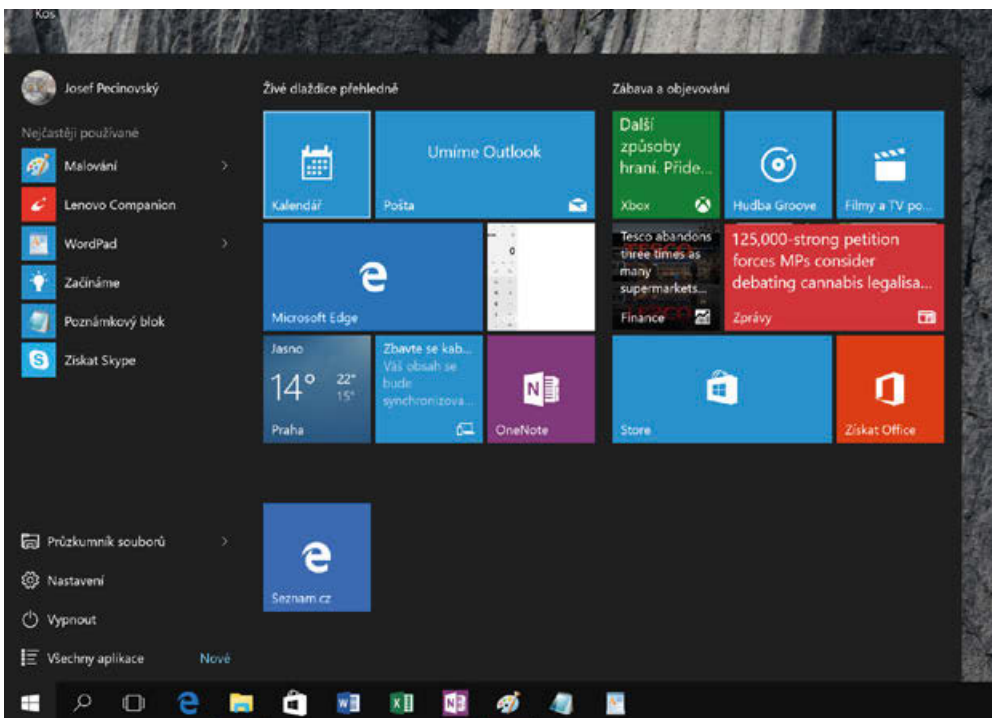 Kos
Josef Pecinovský
Nejčastěji používané
Malování
Lenovo Companion
WordPad
Začínáme
Poznámkový blok
Získat Skype
Průzkumník souborů
Nastavení
Vypnout
Všechny aplikace
Nové
Živé dlaždice přehledně
Kalendář
Umíme Outlook
Pošta
Microsoft Edge
0
Jasno
14°
22°
15°
Praha
Zbavte se kab...
Váš obsah se
bude
synchronizova...
OneNote
Seznam.cz
Zábava a objevování
Další
způsoby
hraní. Přide...
Xbox
Hudba Groove
Filmy a TV po...
Tesco abandons
three times as
many
supermarkets...
Finance
125,000-strong petition
forces MPs consider
debating cannabis legalisa...
Zprávy
Store
Získat Office